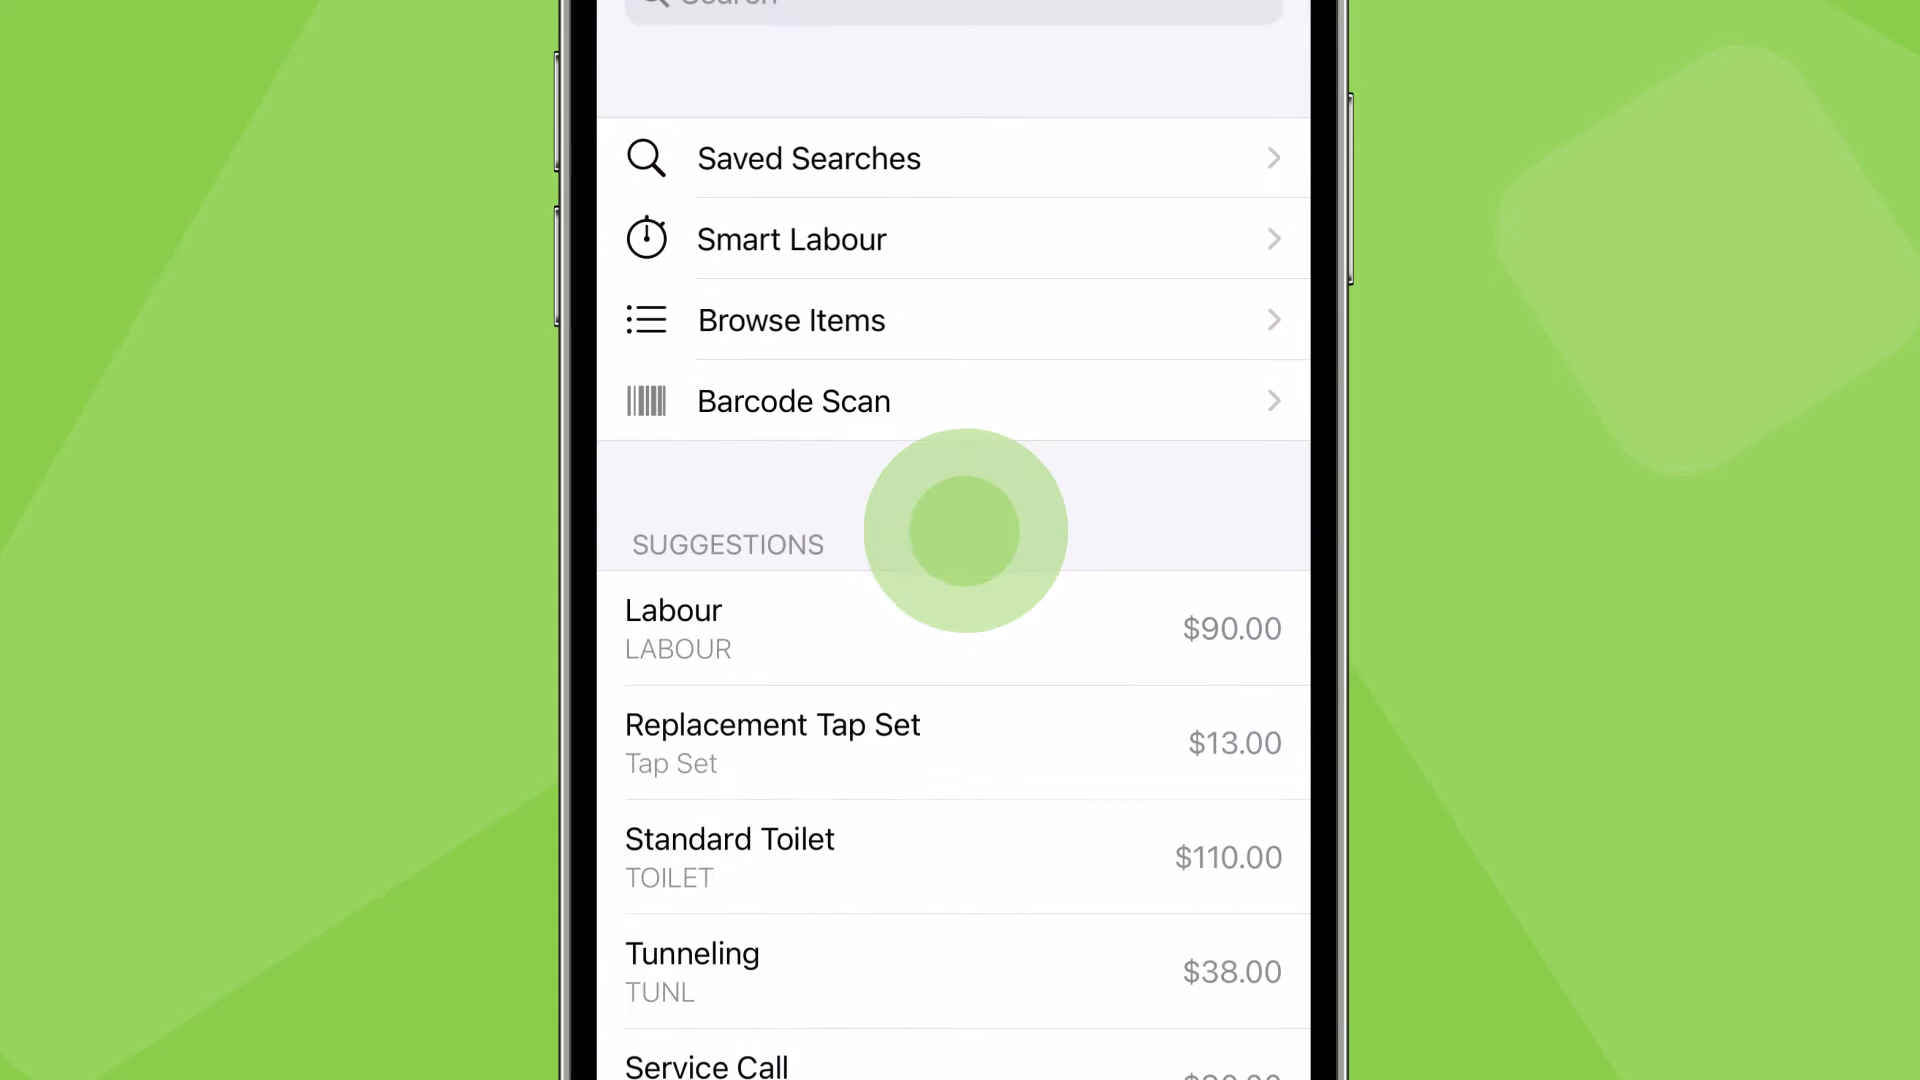 Search
Saved Searches
Smart Labour
Browse Items
Barcode Scan
SUGGESTIONS
Labour
LABOUR
$90.00
Replacement Tap Set
Tap Set
$13.00
Standard Toilet
TOILET
$110.00
Tunneling
TUNL
$38.00
Service Call